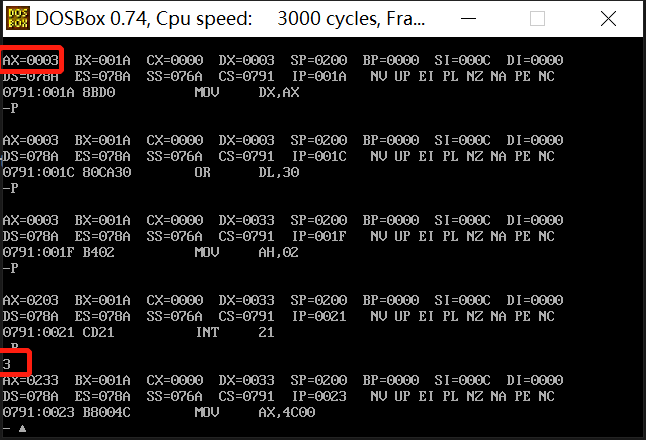 DOS
BOX
DOSBox 0.74, Cpu speed: 3000 cycles, Fra...
AX=0003 BX=001A CX=0000 DX=0000 SP=0200 BP=0000 SI=000C DI=0000
DS=078A ES=078A SS=076A CS=0791 IP=001A NV UP EI PL NZ NA PE NC
0791:001A 8BD0 MOV DX,AX
-P
AX=0003 BX=001A CX=0000 DX=0003 SP=0200 BP=0000 SI=000C DI=0000
DS=078A ES=078A SS=076A CS=0791 IP=001C NV UP EI PL NZ NA PE NC
0791:001C 80CA30 OR DL,30
-P
AX=0003 BX=001A CX=0000 DX=0033 SP=0200 BP=0000 SI=000C DI=0000
DS=078A ES=078A SS=076A CS=0791 IP=001F NV UP EI PL NZ NA PE NC
0791:001F B402 MOV AH,02
-P
AX=0203 BX=001A CX=0000 DX=0033 SP=0200 BP=0000 SI=000C DI=0000
DS=078A ES=078A SS=076A CS=0791 IP=0021 NV UP EI PL NZ NA PE NC
0791:0021 CD21 INT 21
-P
3
AX=0233 BX=001A CX=0000 DX=0033 SP=0200 BP=0000 SI=000C DI=0000
DS=078A ES=078A SS=076A CS=0791 IP=0023 NV UP EI PL NZ NA PE NC
0791:0023 B8004C MOV AX,4C00
-